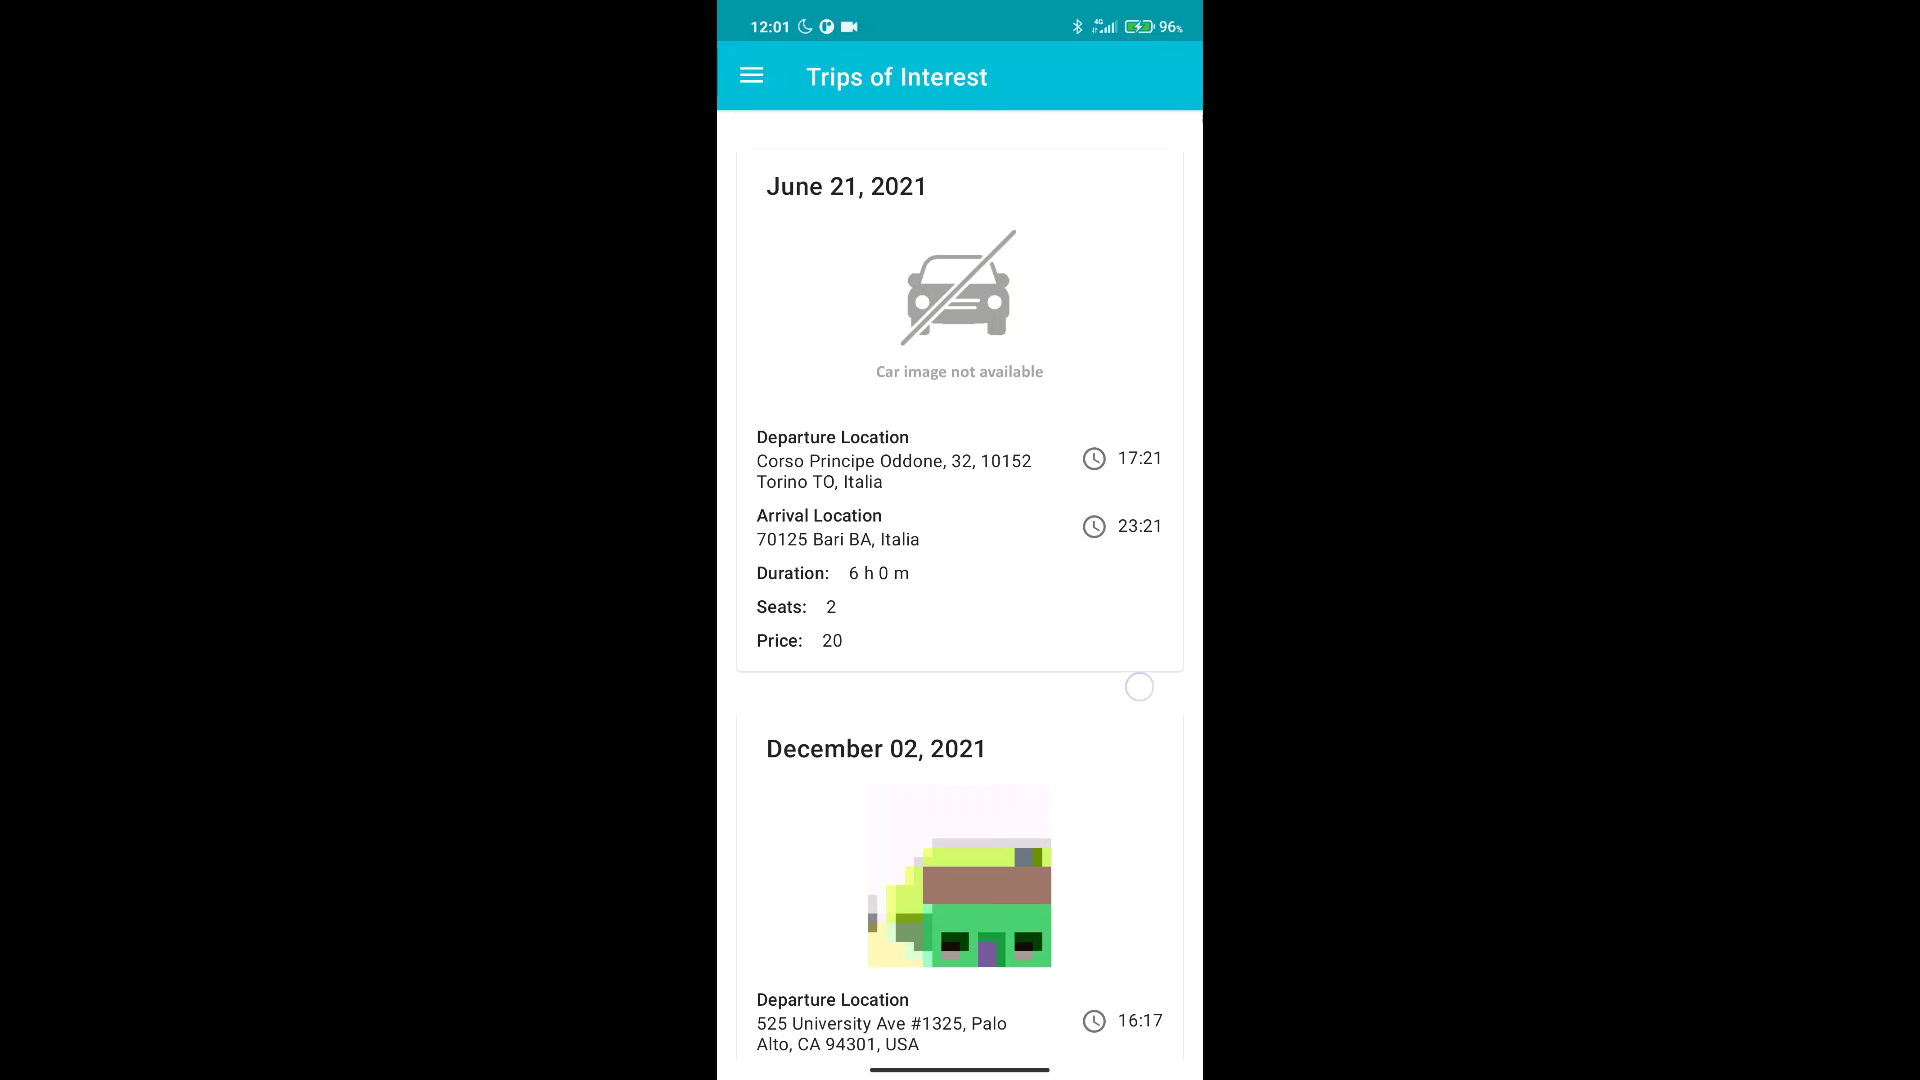 12:01
4G
96%
Trips of Interest
June 21, 2021
Car image not available
Departure Location
Corso Principe Oddone, 32, 10152
Torino TO, Italia
17:21
Arrival Location
70125 Bari BA, Italia
23:21
Duration: 6 h 0 m
Seats: 2
Price: 20
December 02, 2021
Departure Location
525 University Ave #1325, Palo
Alto, CA 94301, USA
16:17